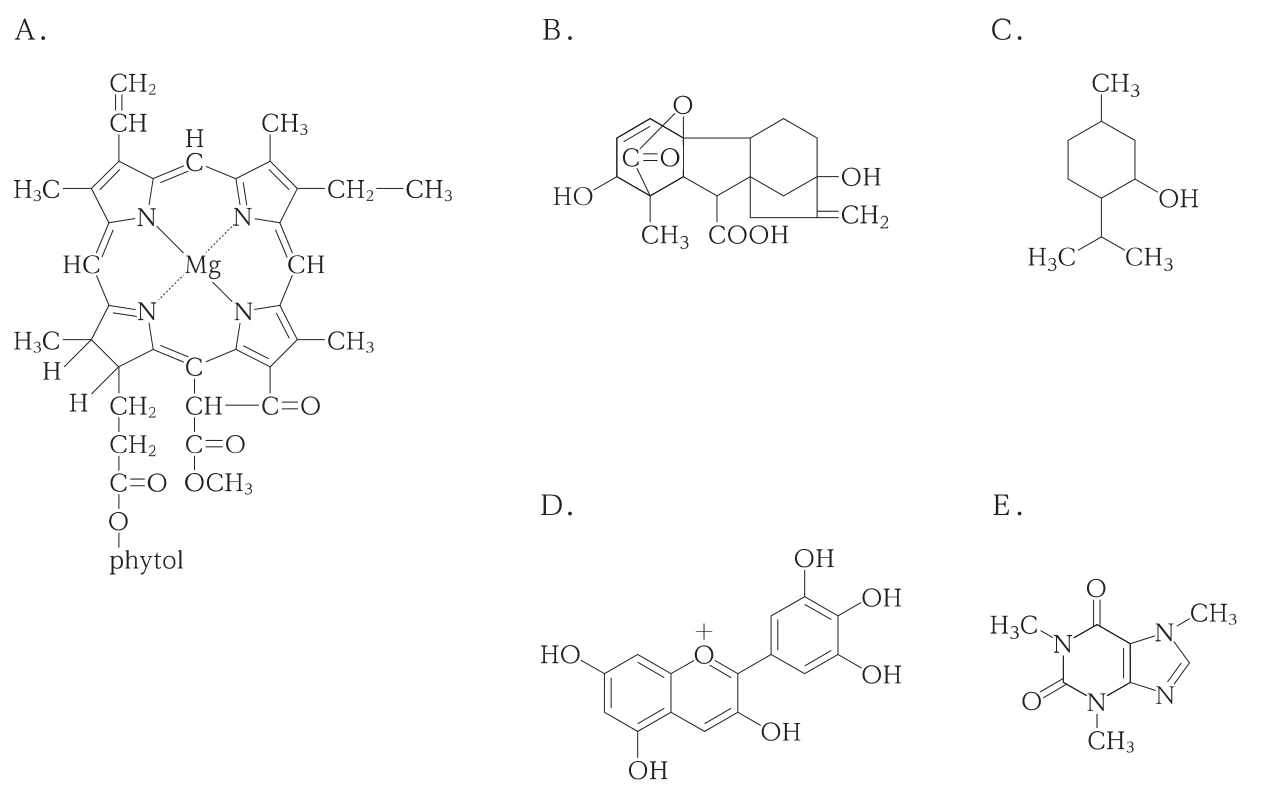 A.
CH₂
CH
H
C
CH₃
H₃C
CH₂
CH₃
N
N
HC
Mg
CH
N
N
H₃C
CH₃
H
C
H
CH₂
CH
C=O
CH₂
C=O
C=O
OCH₃
O
phytol
B.
O
C=O
HO
OH
CH₂
CH₃
COOH
C.
CH₃
OH
H₃C
CH₃
D.
OH
OH
+
HO
O
OH
OH
OH
E.
O
CH₃
H₃C
N
N
O
N
N
CH₃